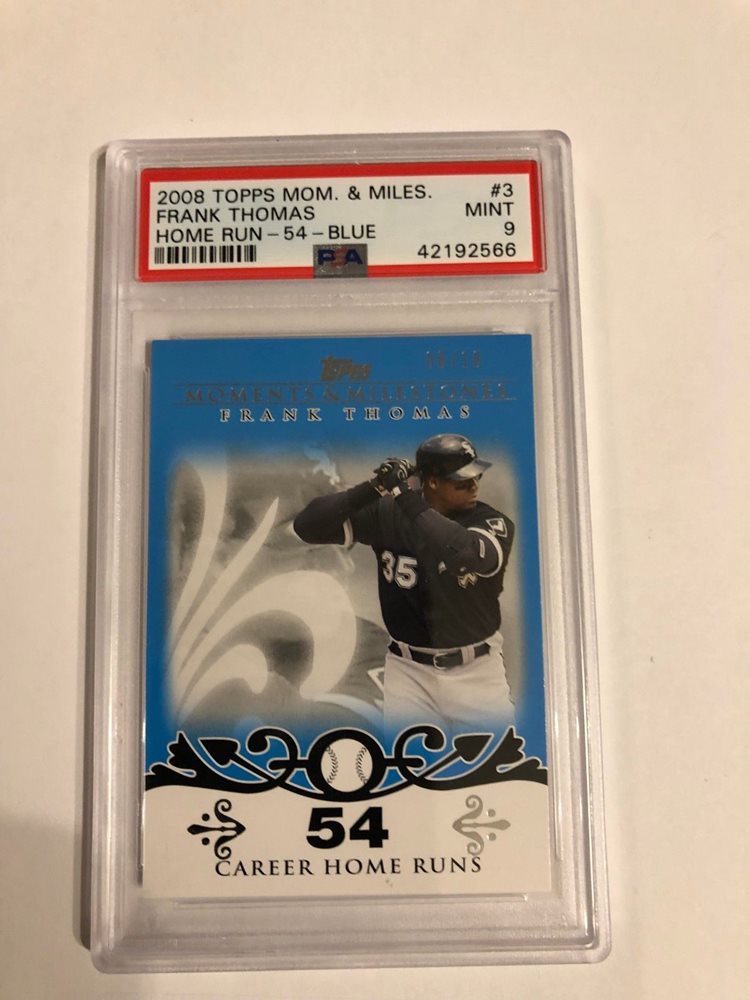 2008 TOPPS MOM. & MILES. #3
FRANK THOMAS MINT
HOME RUN-54-BLUE 9
PSA 42192566
Topps
MOMENTS & MILESTONES
FRANK THOMAS
35
54
CAREER HOME RUNS